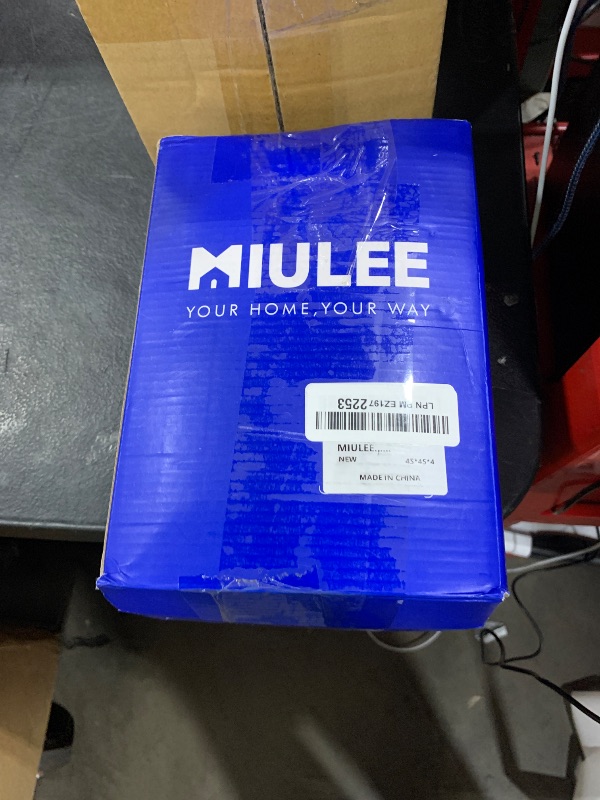 MIULEE
YOUR HOME, YOUR WAY
LPN PM EZ197 2253
MIULEE
NEW 45*45*4
MADE IN CHINA